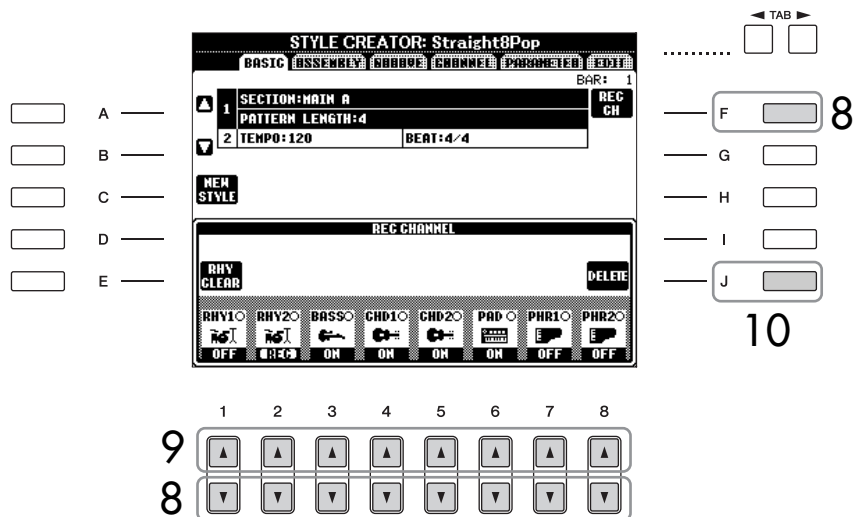 ◄ TAB ►
STYLE CREATOR: Straight8Pop
BASIC ASSEMBLY GROOVE CHANNEL PARAMETER EDIT
BAR: 1
1 SECTION:MAIN A
PATTERN LENGTH:4
2 TEMPO:120 BEAT:4/4
REC
CH
NEW
STYLE
A
B
C
D
E
F
G
H
I
J
8
10
REC CHANNEL
RHY
CLEAR
DELETE
RHY1 RHY2 BASS CHD1 CHD2 PAD PHR1 PHR2
OFF REC ON ON ON ON OFF OFF
1 2 3 4 5 6 7 8
9
8